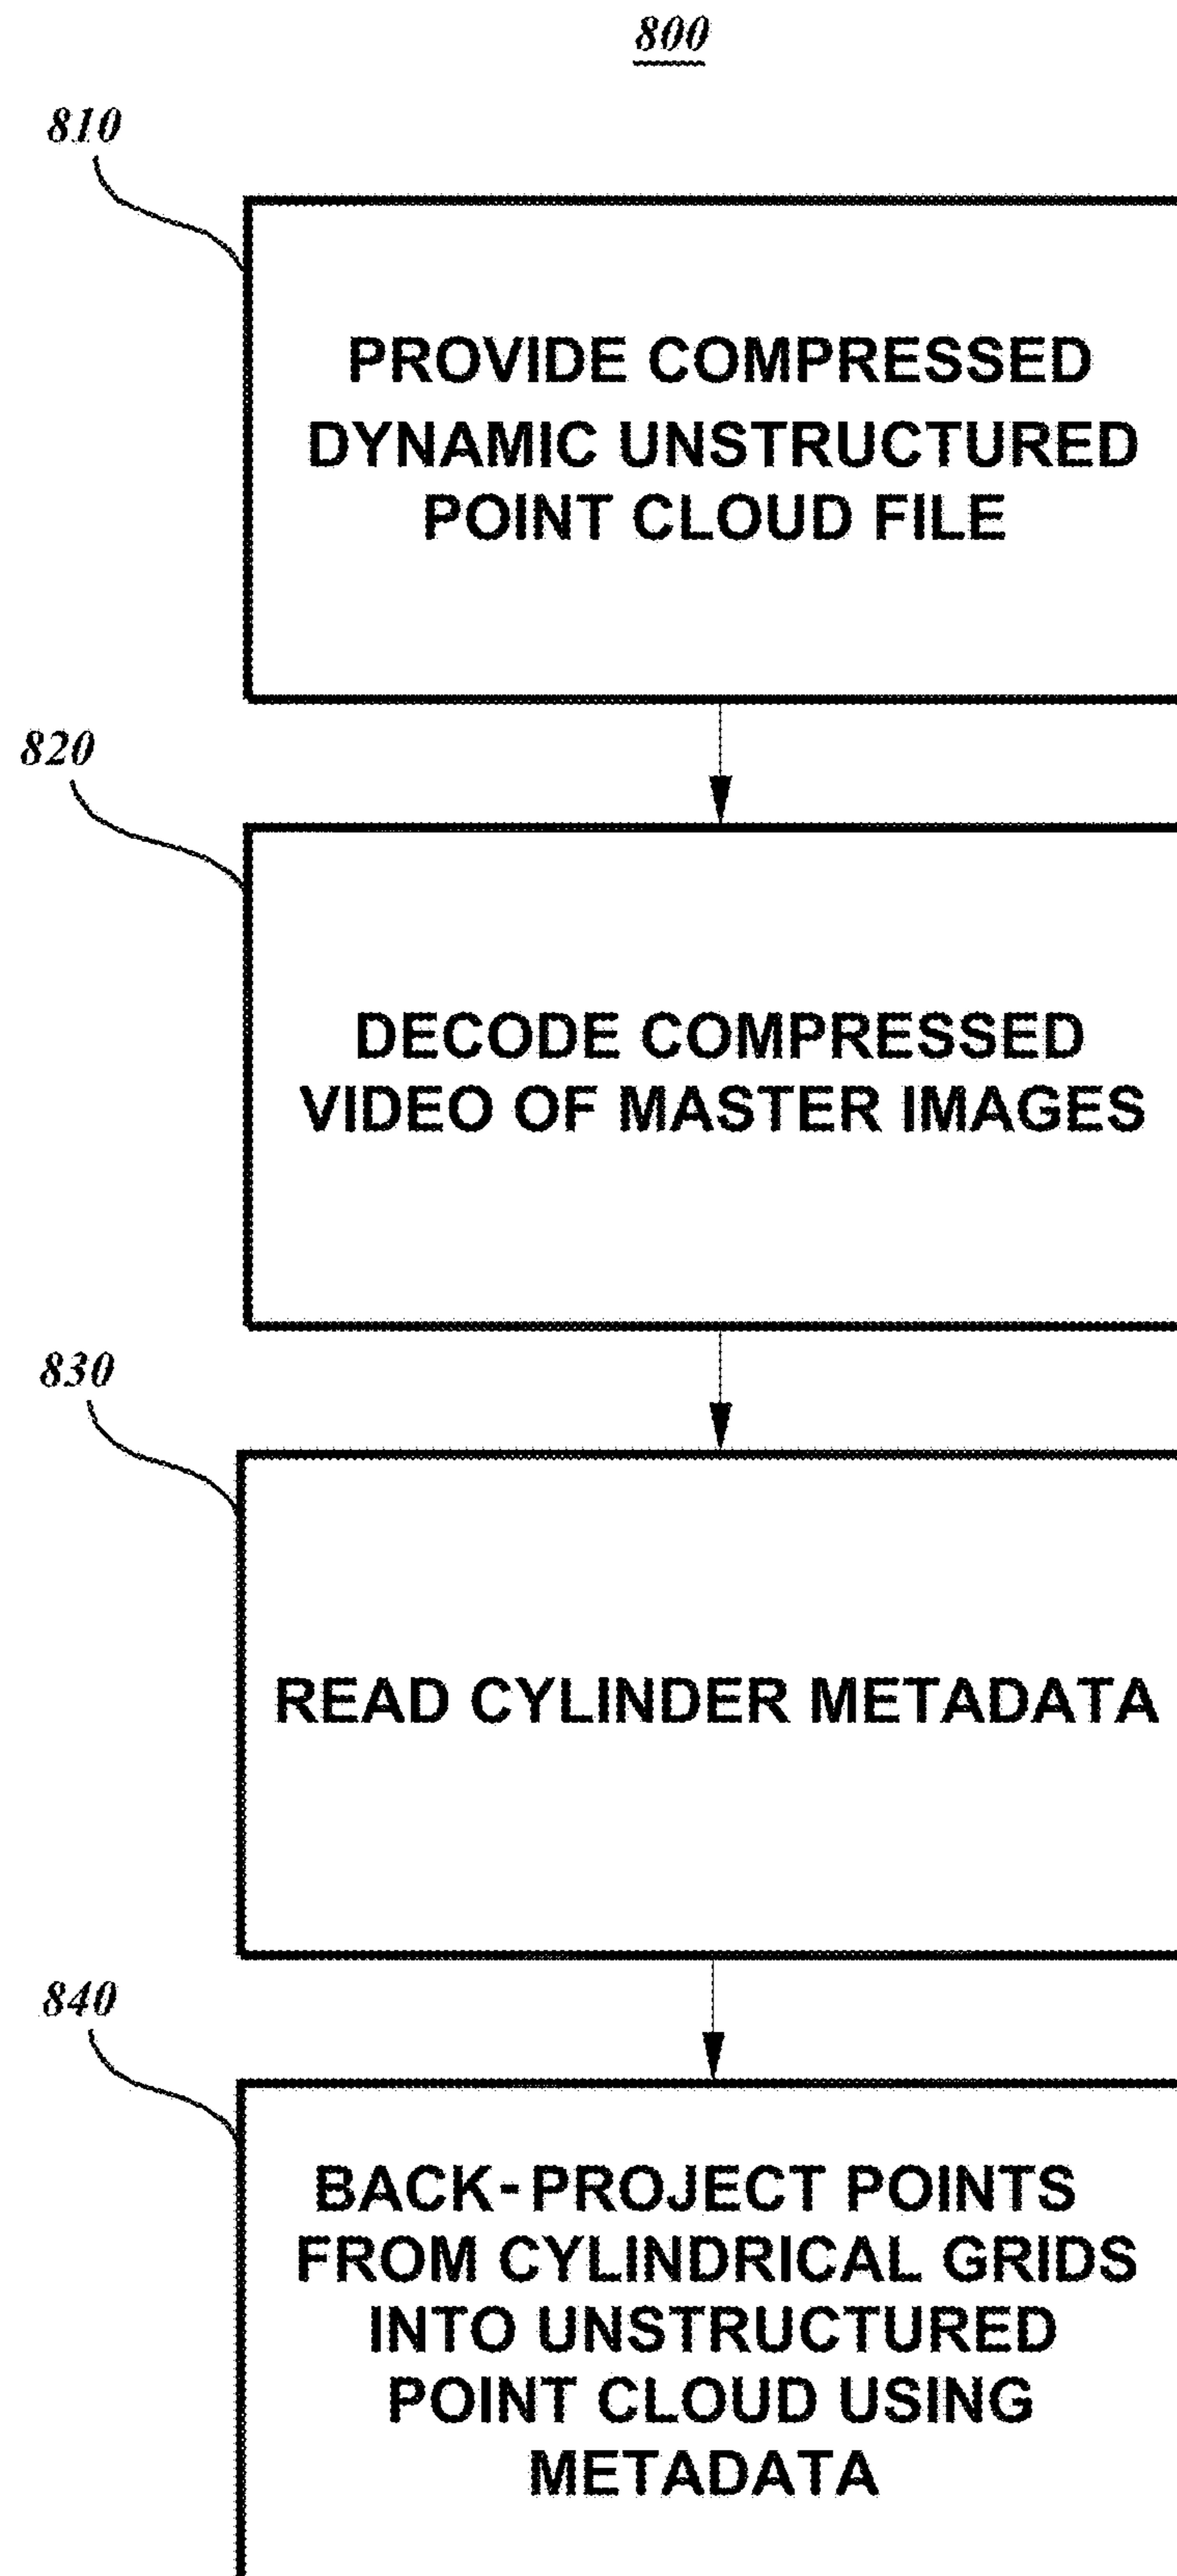 800
810
PROVIDE COMPRESSED
DYNAMIC UNSTRUCTURED
POINT CLOUD FILE
820
DECODE COMPRESSED
VIDEO OF MASTER IMAGES
830
READ CYLINDER METADATA
840
BACK-PROJECT POINTS
FROM CYLINDRICAL GRIDS
INTO UNSTRUCTURED
POINT CLOUD USING
METADATA